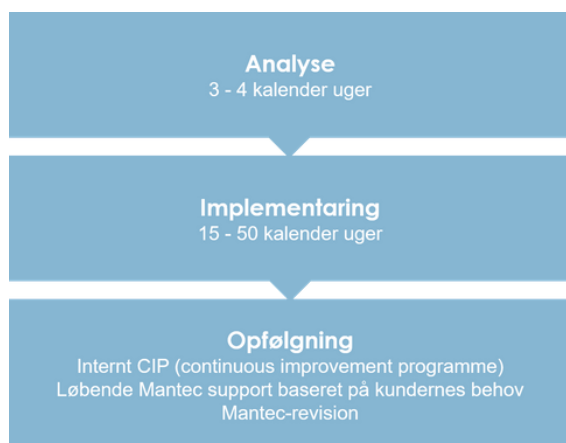 Analyse
3 - 4 kalender uger
Implementaring
15 - 50 kalender uger
Opfølgning
Internt CIP (continuous improvement programme)
Løbende Mantec support baseret på kundernes behov
Mantec-revision